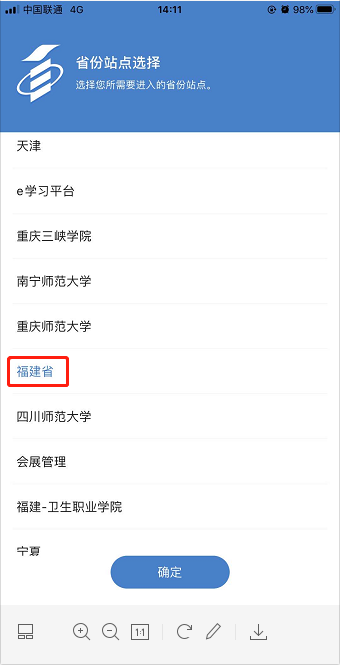 中国联通 4G 14:11 98%
省份站点选择
选择您所需要进入的省份站点。
天津
e学习平台
重庆三峡学院
南宁师范大学
重庆师范大学
福建省
四川师范大学
会展管理
福建-卫生职业学院
宁夏
确定
1:1